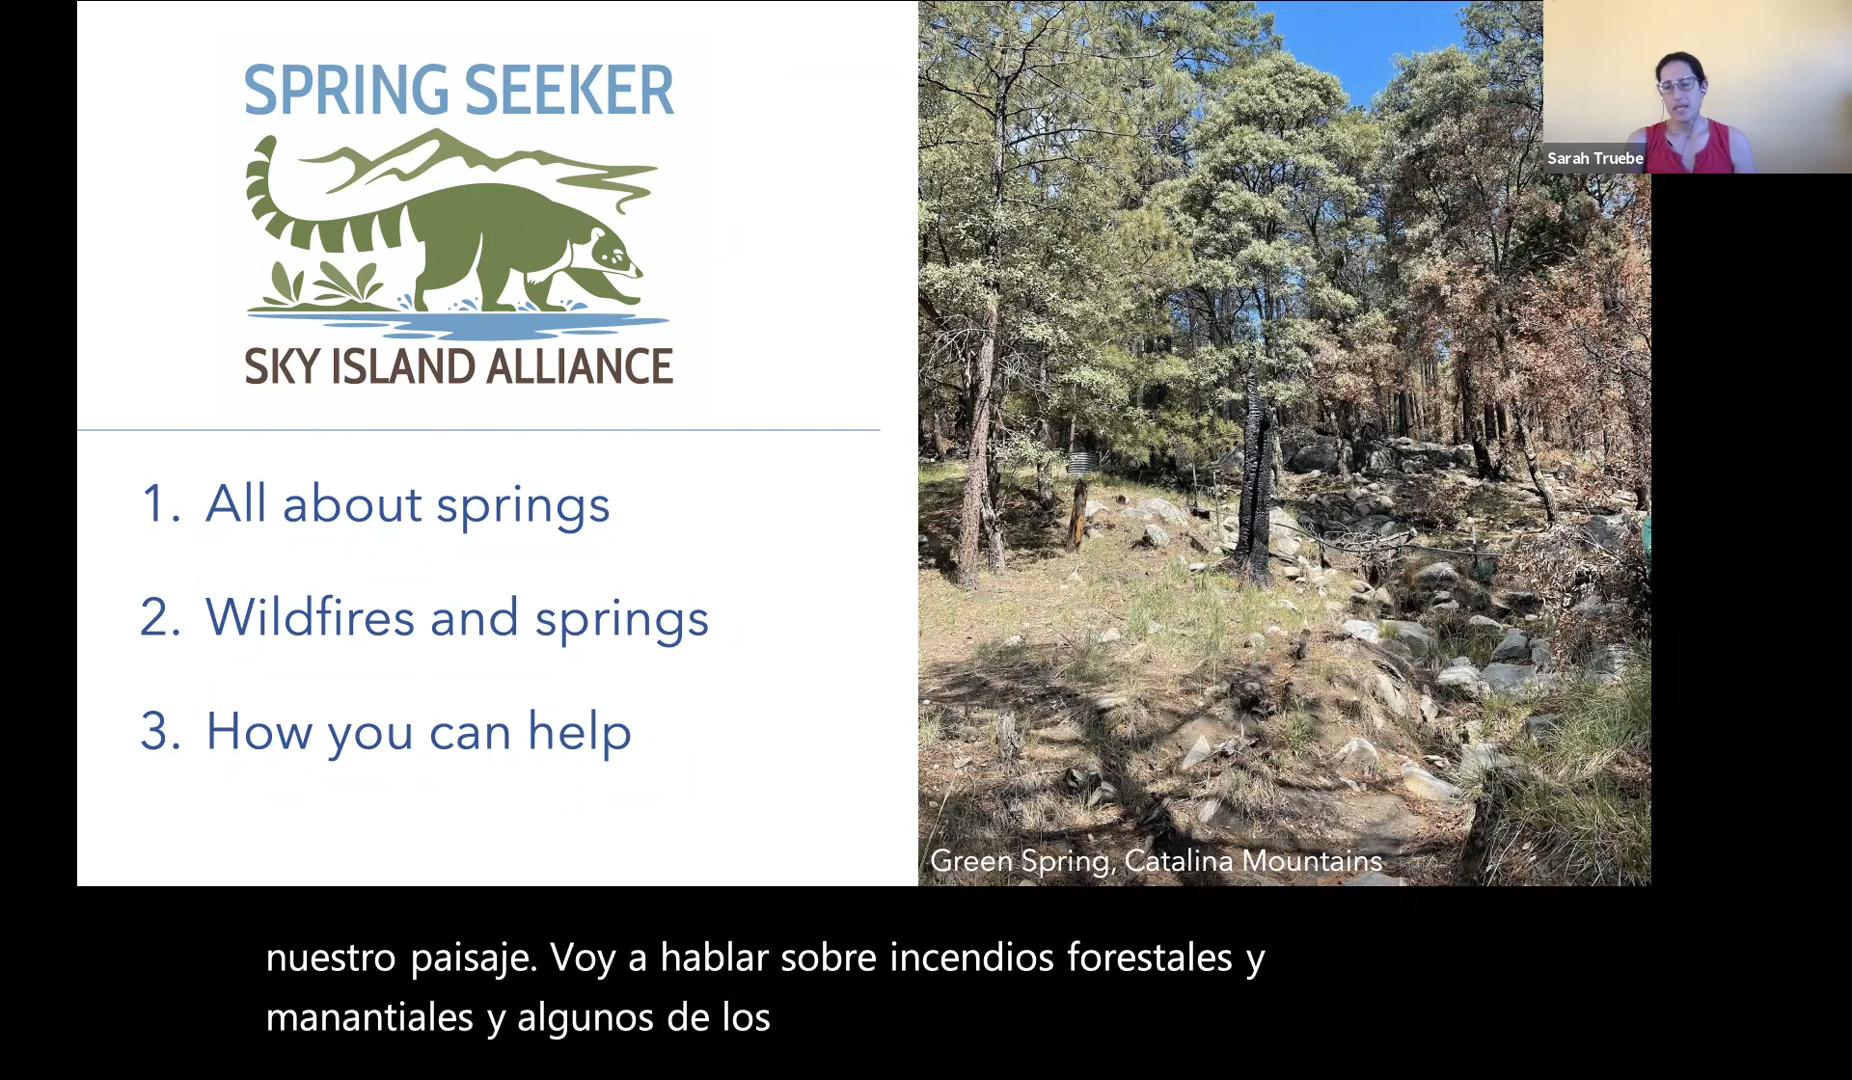 SPRING SEEKER
SKY ISLAND ALLIANCE
1. All about springs
2. Wildfires and springs
3. How you can help
Green Spring, Catalina Mountains
Sarah Truebe
nuestro paisaje. Voy a hablar sobre incendios forestales y
manantiales y algunos de los